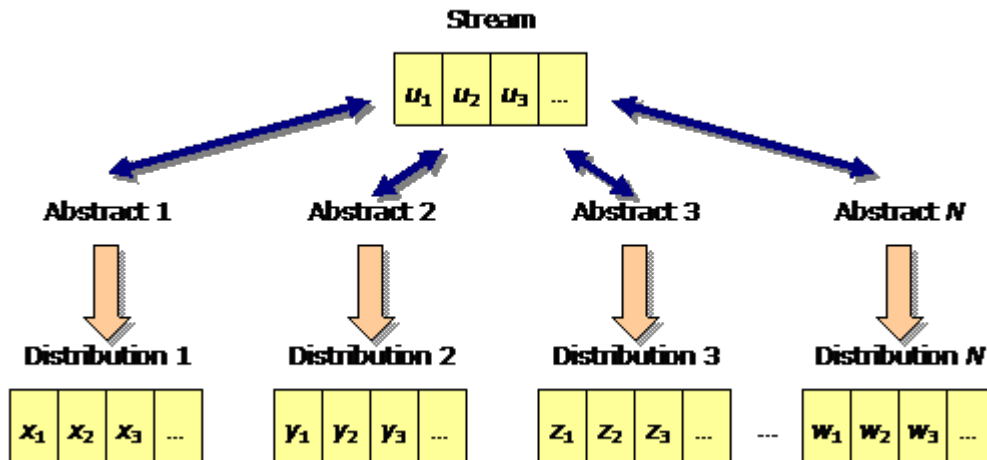 Stream
u1 u2 u3 ...
Abstract 1 Abstract 2 Abstract 3 Abstract N
Distribution 1 Distribution 2 Distribution 3 Distribution N
x1 x2 x3 ... y1 y2 y3 ... z1 z2 z3 ... ... w1 w2 w3 ...